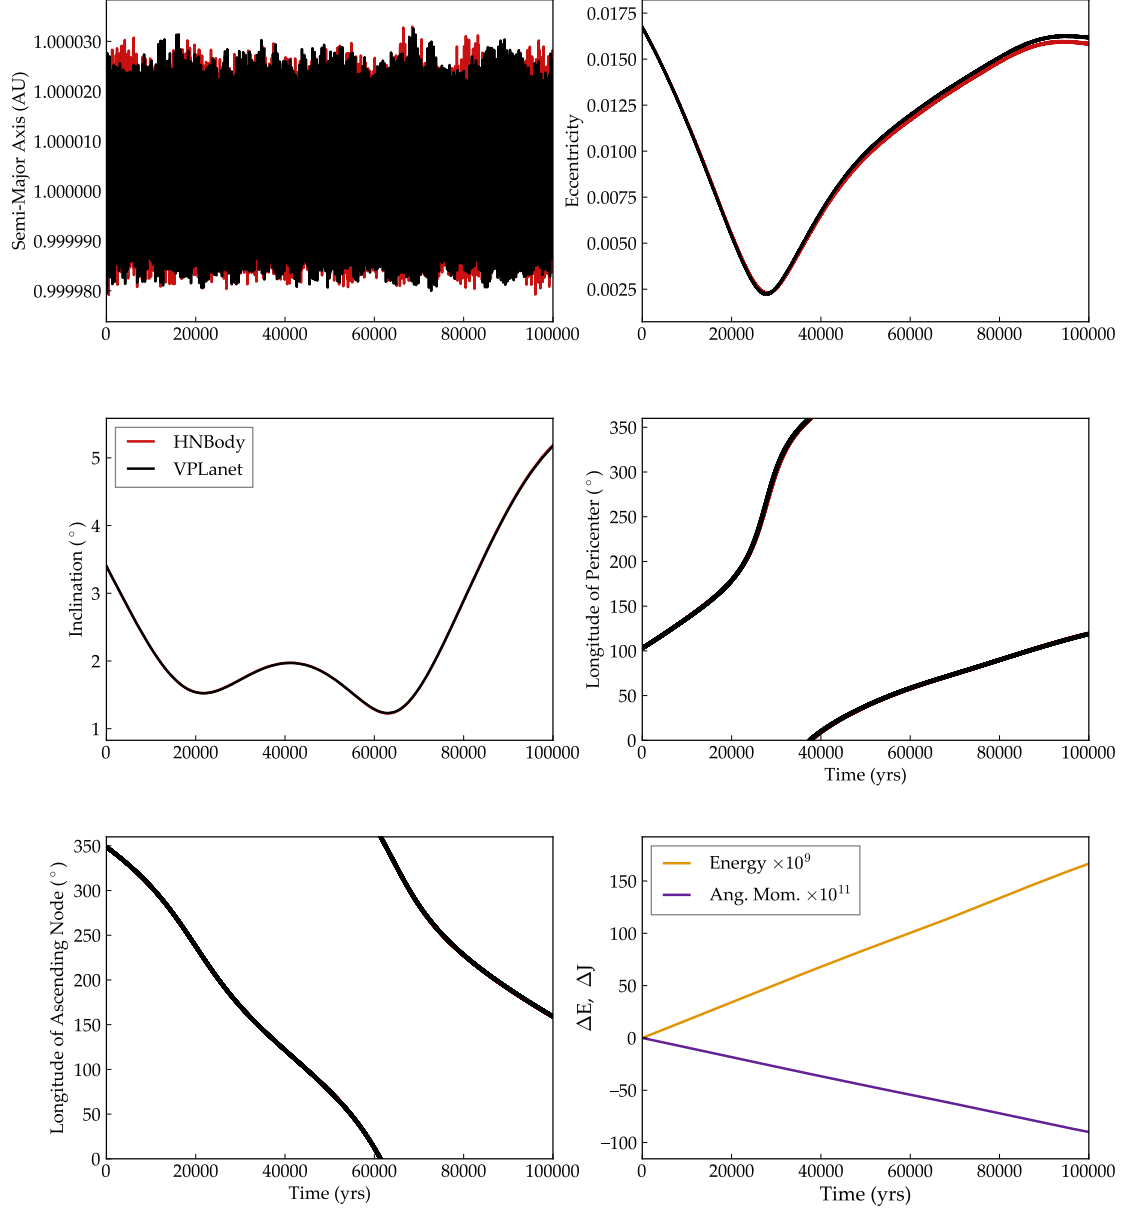 1.000030
1.000020
1.000010
1.000000
0.999990
0.999980
Semi-Major Axis (AU)
0 20000 40000 60000 80000 100000
0.0175
0.0150
0.0125
0.0100
0.0075
0.0050
0.0025
Eccentricity
0 20000 40000 60000 80000 100000
HNBody
VPLanet
5
4
3
2
1
Inclination (°)
0 20000 40000 60000 80000 100000
350
300
250
200
150
100
50
0
Longitude of Pericenter (°)
0 20000 40000 60000 80000 100000
Time (yrs)
350
300
250
200
150
100
50
0
Longitude of Ascending Node (°)
0 20000 40000 60000 80000 100000
Time (yrs)
Energy ×10⁹
Ang. Mom. ×10¹¹
150
100
50
0
−50
−100
ΔE, ΔJ
0 20000 40000 60000 80000 100000
Time (yrs)